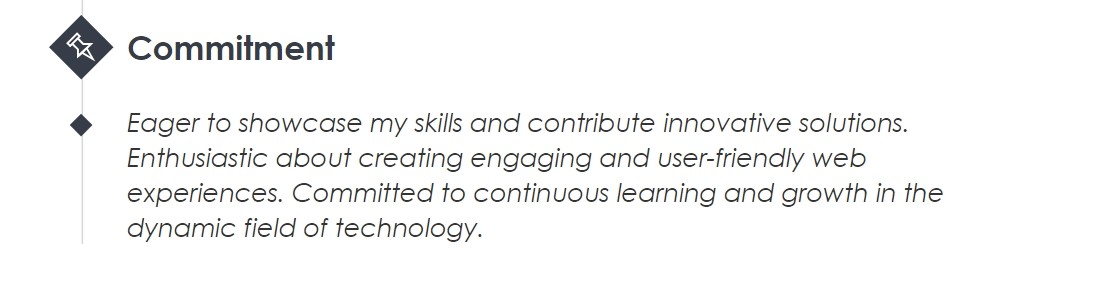 Commitment
Eager to showcase my skills and contribute innovative solutions.
Enthusiastic about creating engaging and user-friendly web
experiences. Committed to continuous learning and growth in the
dynamic field of technology.